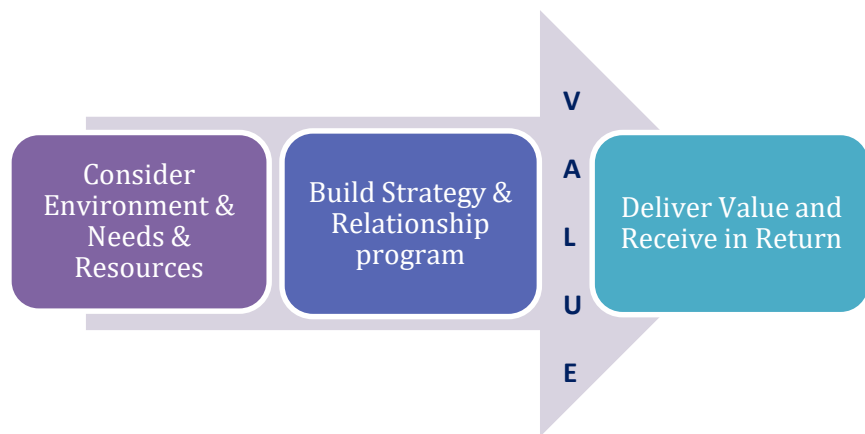 Consider
Environment &
Needs &
Resources
Build Strategy &
Relationship
program
V
A
L
U
E
Deliver Value and
Receive in Return